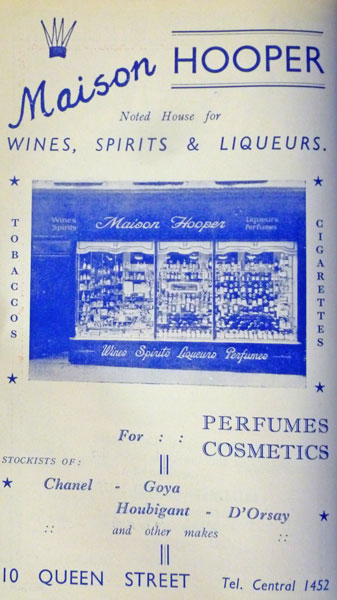 Maison HOOPER
Noted House for
WINES, SPIRITS & LIQUEURS.
TOBACCOS
CIGARETTES
Wines
Spirits
Maison Hooper
Liqueurs
Perfumes
Wines Spirits Liqueurs Perfumes
For : :
PERFUMES
COSMETICS
STOCKISTS OF:
Chanel - Goya
Houbigant - D'Orsay
and other makes
10 QUEEN STREET Tel. Central 1452